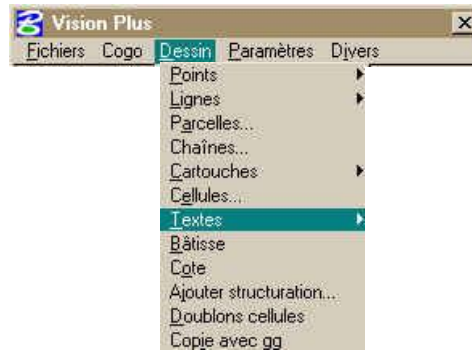 Vision Plus
Fichiers Cogo Dessin Paramètres Divers
Points
Lignes
Parcelles...
Chaînes...
Cartouches
Cellules...
Textes
Bâtisse
Cote
Ajouter structuration...
Doublons cellules
Copie avec gg